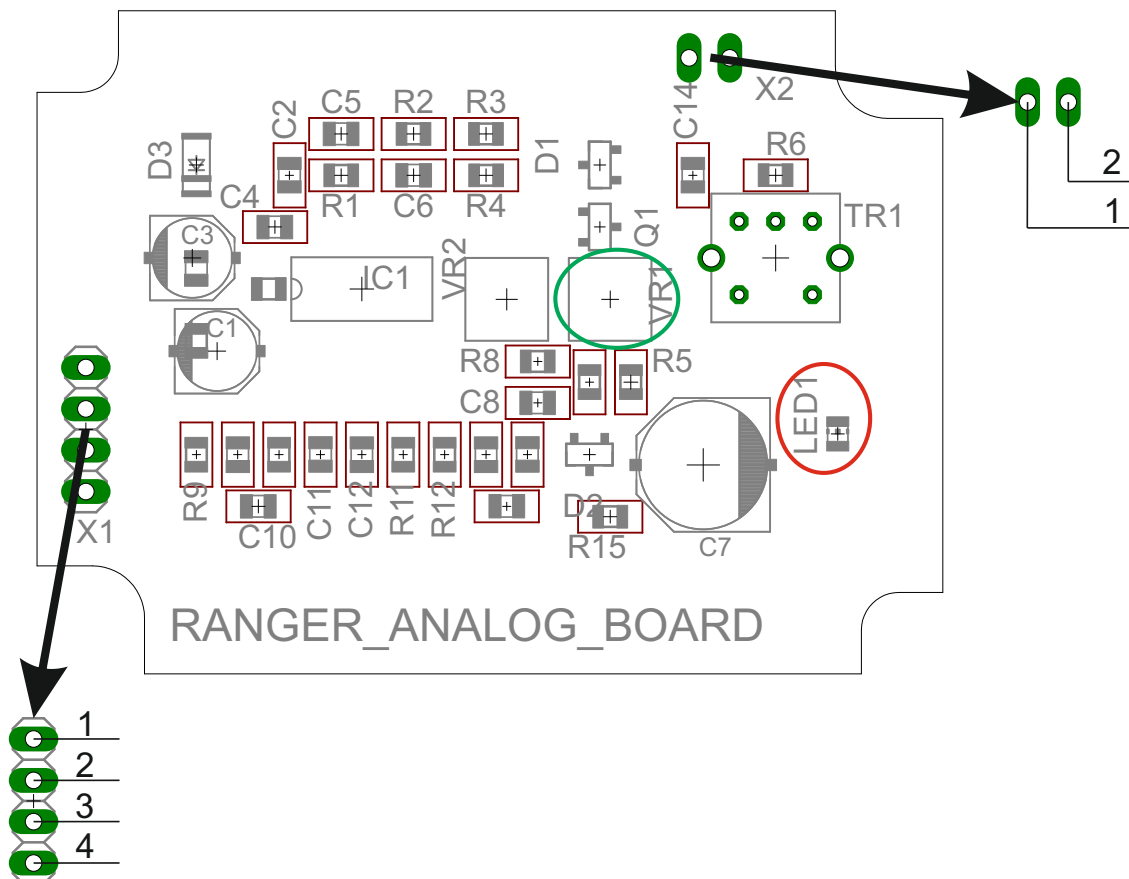 X2
C14
2
1
C5
R2
R3
C2
D1
D3
R6
R1
C6
R4
C4
Q1
TR1
C3
IC1
VR2
VR1
C1
R8
R5
C8
LED1
R9
C10
C11
C12
R11
R12
D2
R15
C7
X1
RANGER_ANALOG_BOARD
1
2
3
4